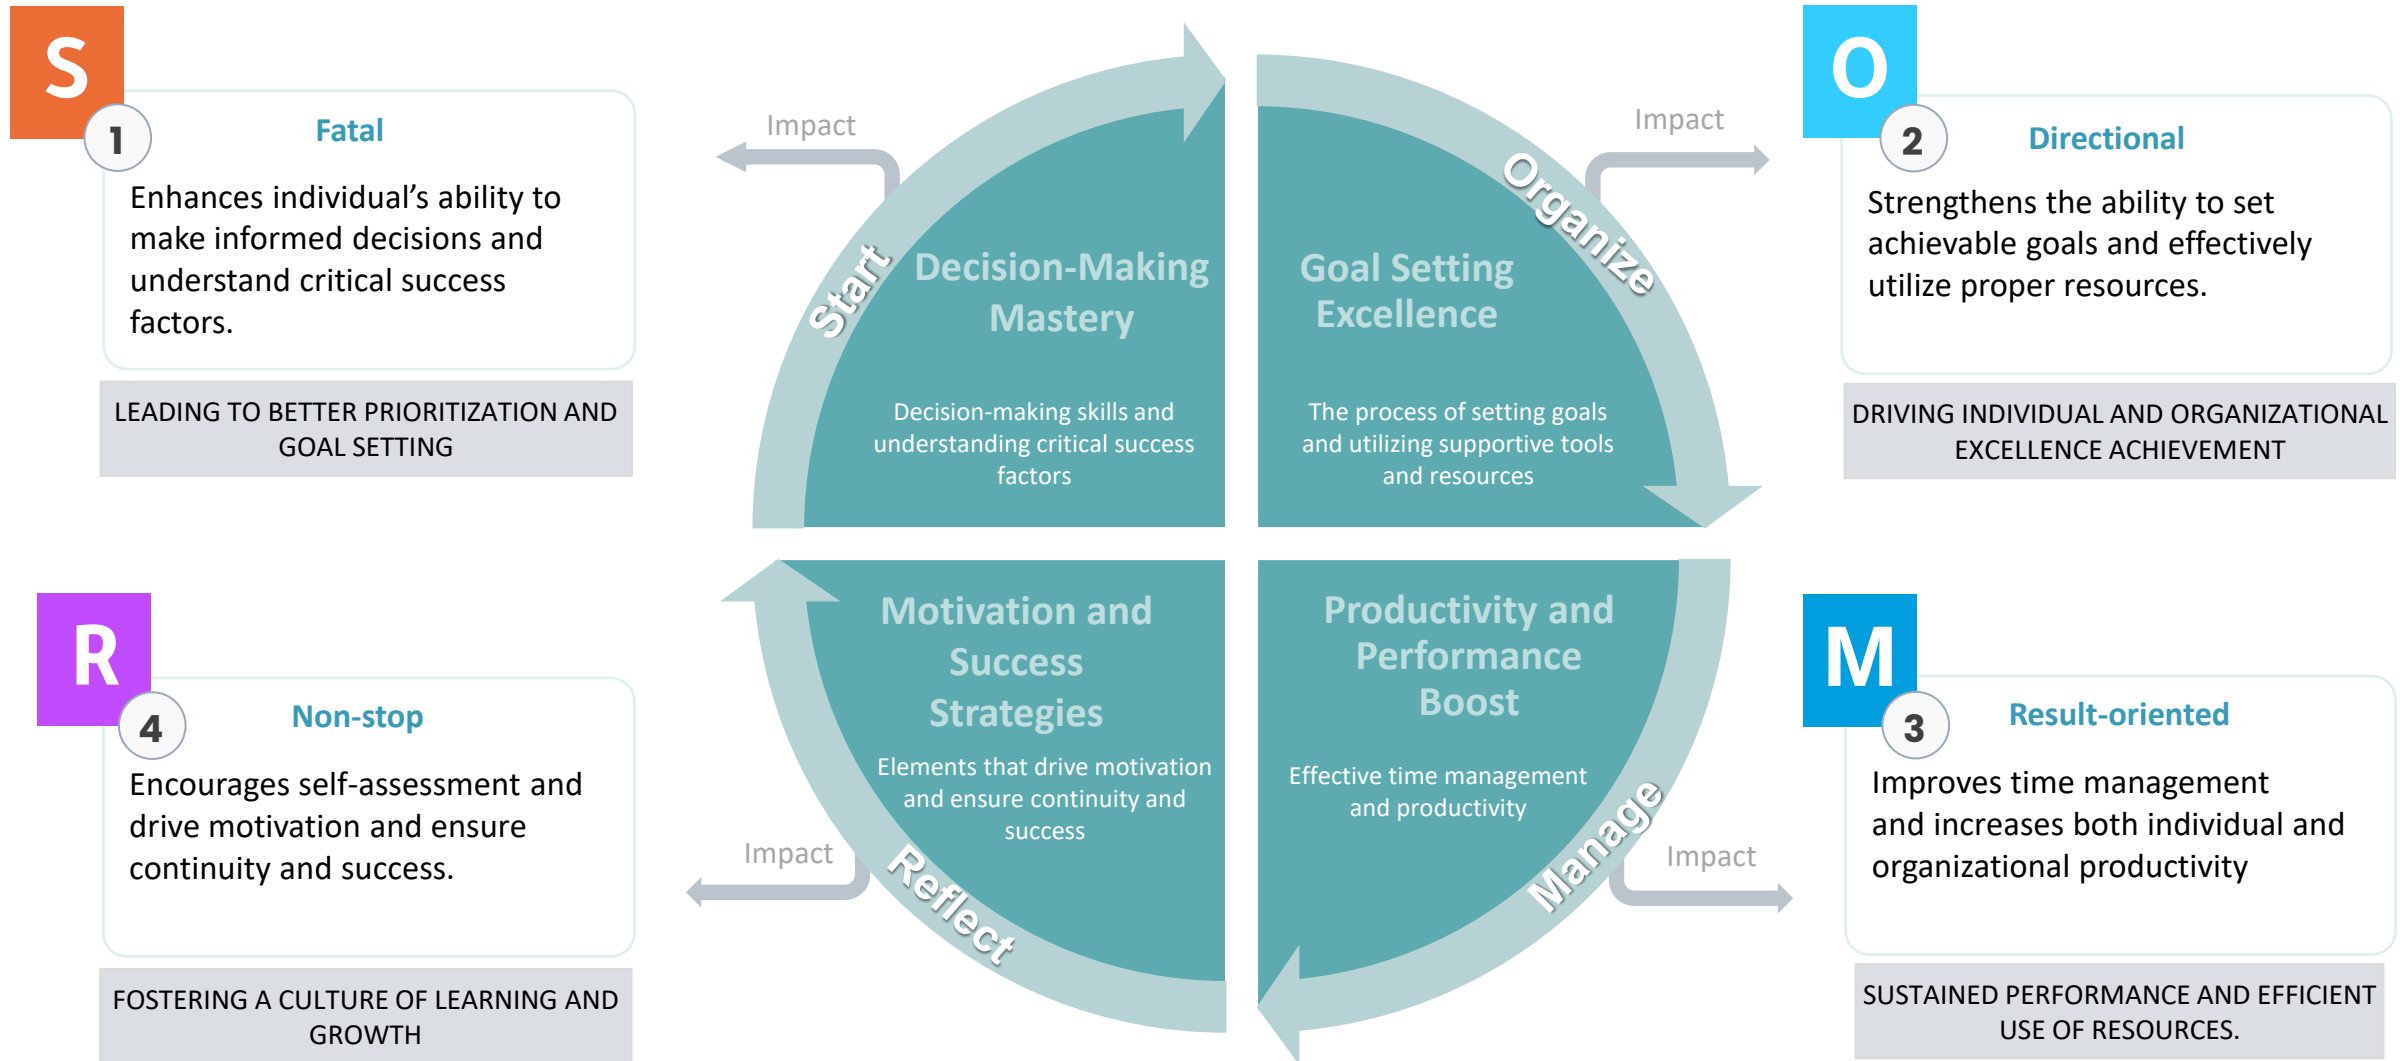 S
1
Fatal
Enhances individual’s ability to
make informed decisions and
understand critical success
factors.
LEADING TO BETTER PRIORITIZATION AND
GOAL SETTING
Impact
Start
Decision-Making
Mastery
Decision-making skills and
understanding critical success
factors
Organize
Goal Setting
Excellence
The process of setting goals
and utilizing supportive tools
and resources
Impact
O
2
Directional
Strengthens the ability to set
achievable goals and effectively
utilize proper resources.
DRIVING INDIVIDUAL AND ORGANIZATIONAL
EXCELLENCE ACHIEVEMENT
R
4
Non-stop
Encourages self-assessment and
drive motivation and ensure
continuity and success.
FOSTERING A CULTURE OF LEARNING AND
GROWTH
Impact
Reflect
Motivation and
Success
Strategies
Elements that drive motivation
and ensure continuity and
success
Productivity and
Performance
Boost
Effective time management
and productivity
Manage
Impact
M
3
Result-oriented
Improves time management
and increases both individual and
organizational productivity
SUSTAINED PERFORMANCE AND EFFICIENT
USE OF RESOURCES.